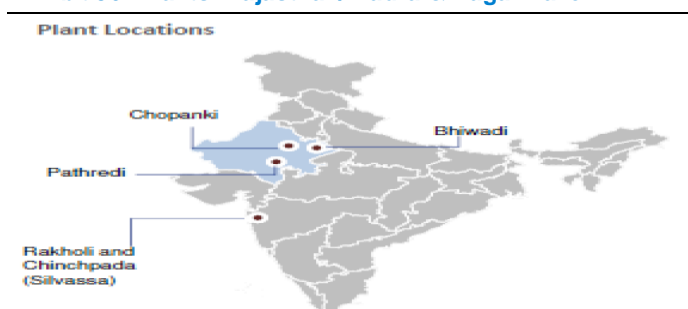 Plant Locations
Chopanki
Bhiwadi
Pathredi
Rakholi and
Chinchpada
(Silvassa)